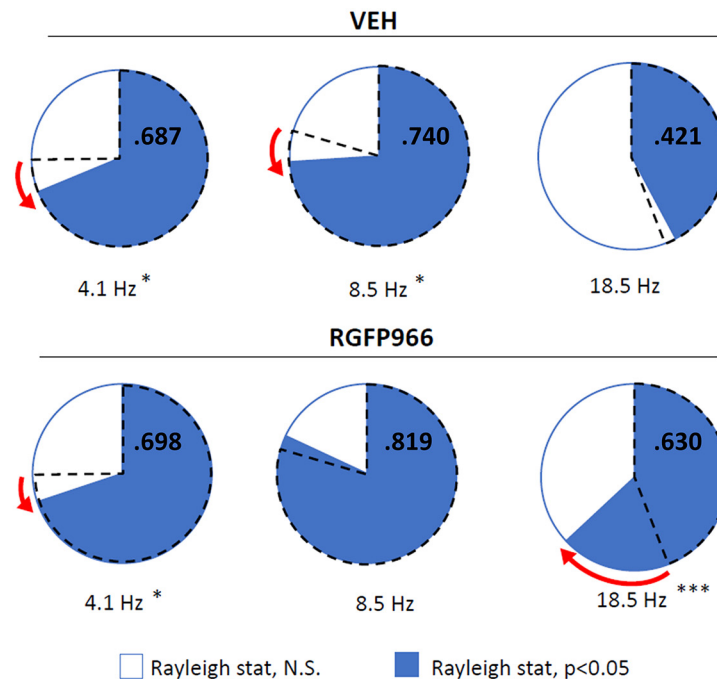 VEH
.687 .740 .421
4.1 Hz * 8.5 Hz * 18.5 Hz
RGFP966
.698 .819 .630
4.1 Hz * 8.5 Hz 18.5 Hz ***
Rayleigh stat, N.S. Rayleigh stat, p<0.05